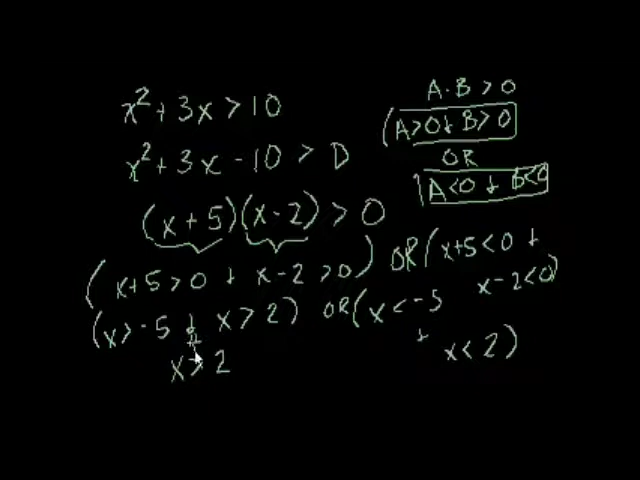 x² + 3x > 10
x² + 3x - 10 > 0
(x + 5)(x - 2) > 0
(x + 5 > 0 + x - 2 > 0) OR (x + 5 < 0 +
x - 2 < 0)
(x > -5 + x > 2) OR (x < -5
+ x < 2)
x > 2
A·B > 0
(A > 0 + B > 0
OR
A < 0 + B < 0